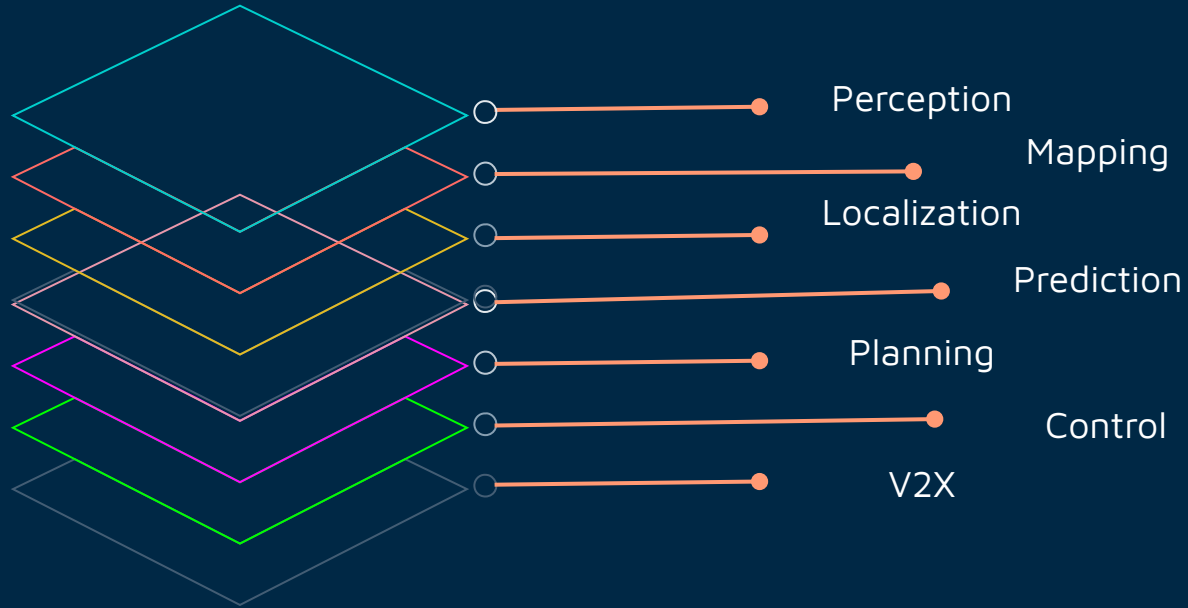 Perception
Mapping
Localization
Prediction
Planning
Control
V2X